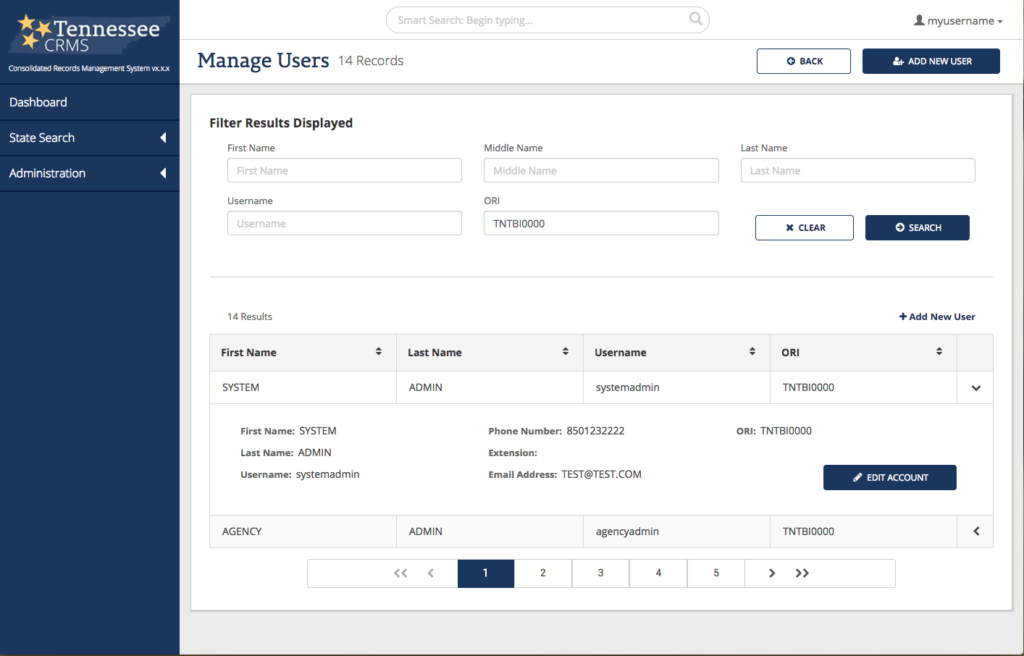 Tennessee
CRMS
Consolidated Records Management System vx.x.x
Dashboard
State Search
Administration
Smart Search: Begin typing...
myusername
Manage Users 14 Records
BACK
ADD NEW USER
Filter Results Displayed
First Name Middle Name Last Name
First Name Middle Name Last Name
Username ORI
Username TNTBI0000 CLEAR SEARCH
14 Results Add New User
First Name Last Name Username ORI
SYSTEM ADMIN systemadmin TNTBI0000
First Name: SYSTEM Phone Number: 8501232222 ORI: TNTBI0000
Last Name: ADMIN Extension:
Username: systemadmin Email Address: TEST@TEST.COM
EDIT ACCOUNT
AGENCY ADMIN agencyadmin TNTBI0000
<< < 1 2 3 4 5 > >>